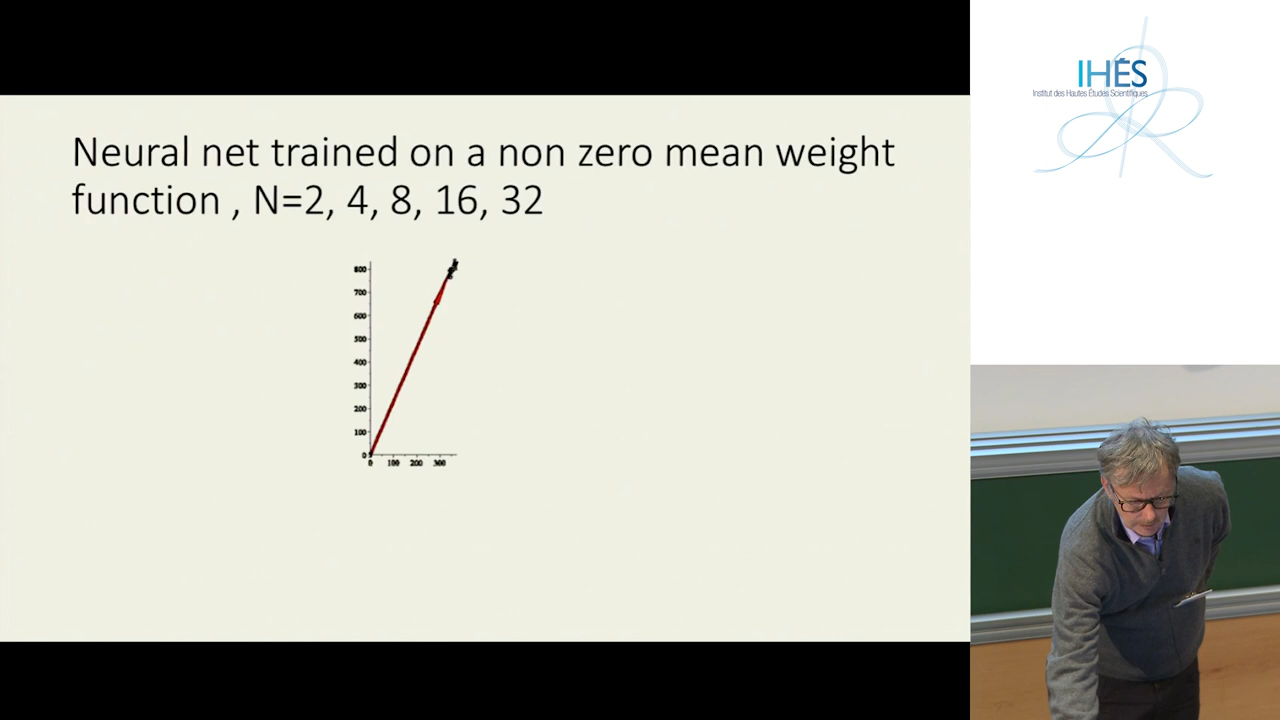 Neural net trained on a non zero mean weight
function , N=2, 4, 8, 16, 32
800
700
600
500
400
300
200
100
0
0 100 200 300
IHES
Institut des Hautes Études Scientifiques